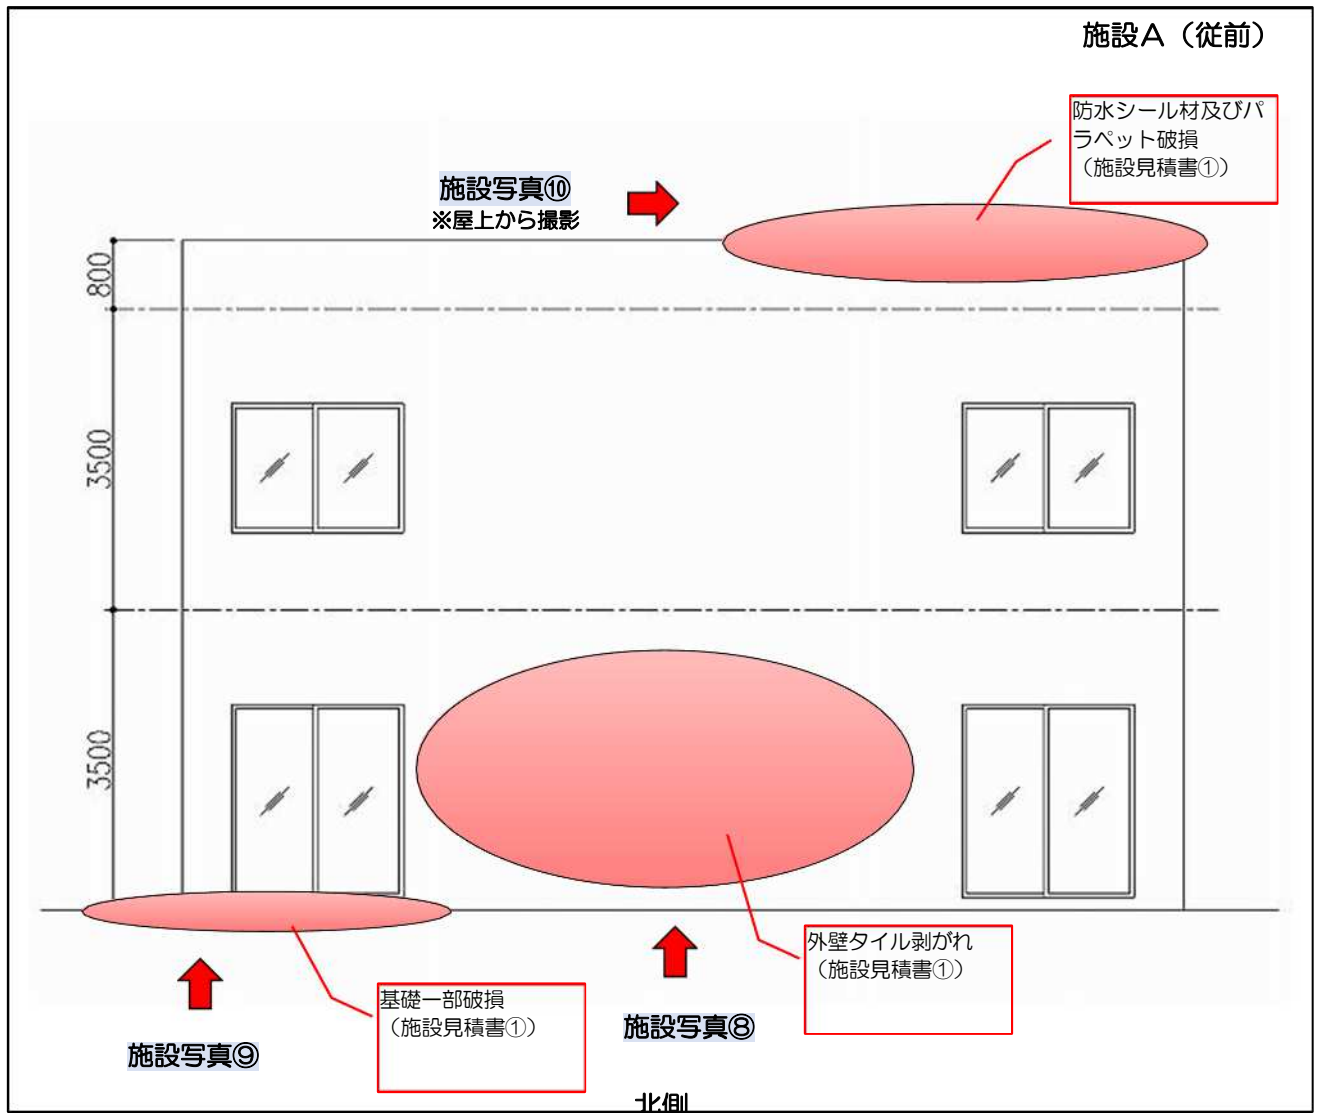 施設A（従前）
防水シール材及びパ
ラペット破損
（施設見積書①）
施設写真⑩
※屋上から撮影
800
3500
3500
外壁タイル剥がれ
（施設見積書①）
基礎一部破損
（施設見積書①）
施設写真⑧
施設写真⑨
北側